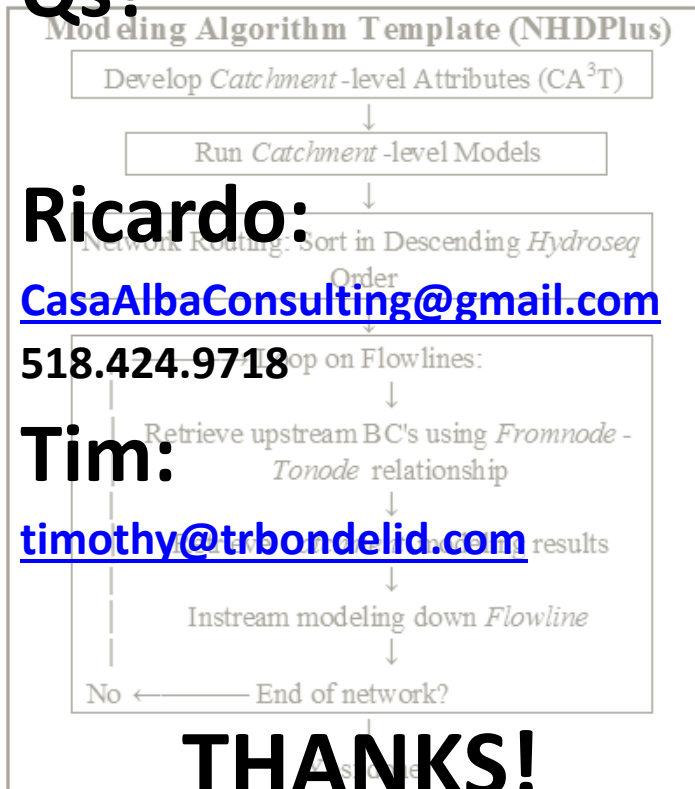 Qs?
Modeling Algorithm Template (NHDPlus)
Develop Catchment-level Attributes (CA³T)
↓
Run Catchment-level Models
↓
Ricardo:
Network Routing: Sort in Descending Hydroseq
Order
CasaAlbaConsulting@gmail.com
518.424.9718
Loop on Flowlines:
↓
Tim:
Retrieve upstream BC's using Fromnode -
Tonode relationship
↓
timothy@trbondelid.com
results
↓
Instream modeling down Flowline
↓
No ← End of network?
THANKS!